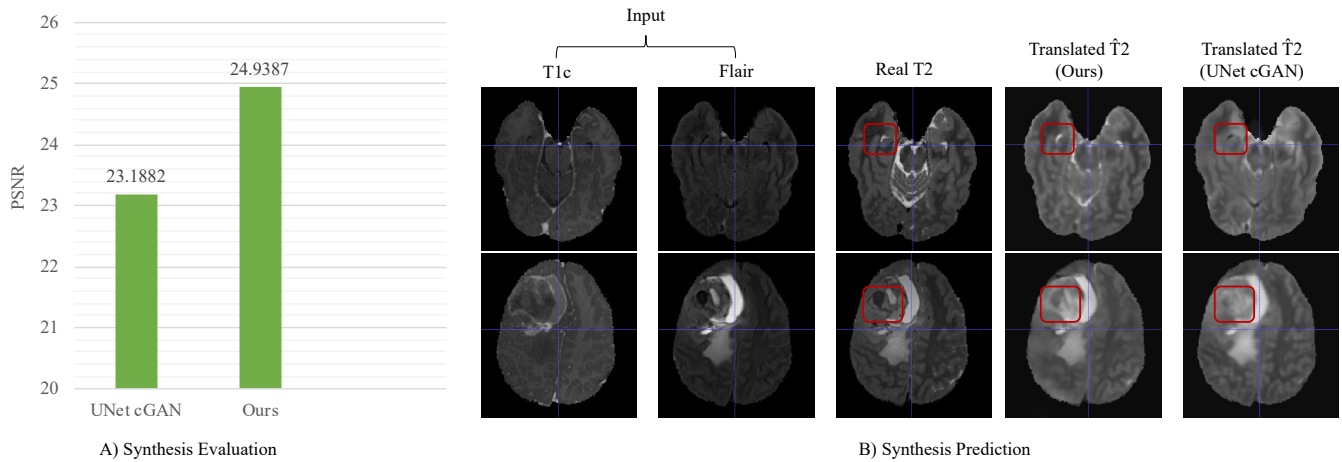 26
25
24
23
22
21
20
PSNR
23.1882
24.9387
UNet cGAN
Ours
A) Synthesis Evaluation
Input
T1c
Flair
Real T2
Translated T̂2
(Ours)
Translated T̂2
(UNet cGAN)
B) Synthesis Prediction